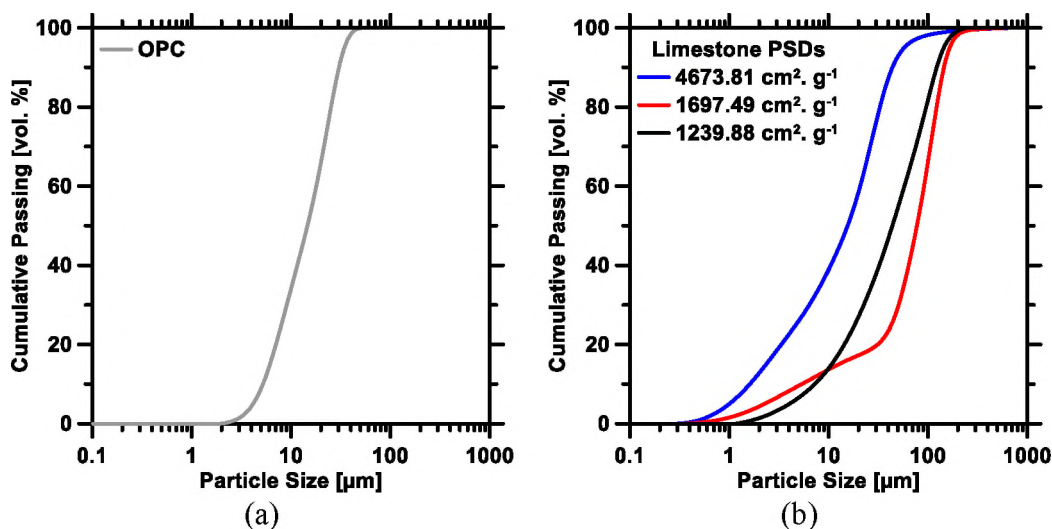 OPC
Cumulative Passing [vol. %]
100
80
60
40
20
0
0.1 1 10 100 1000
Particle Size [µm]
(a)
Limestone PSDs
4673.81 cm². g⁻¹
1697.49 cm². g⁻¹
1239.88 cm². g⁻¹
Cumulative Passing [vol. %]
100
80
60
40
20
0
0.1 1 10 100 1000
Particle Size [µm]
(b)